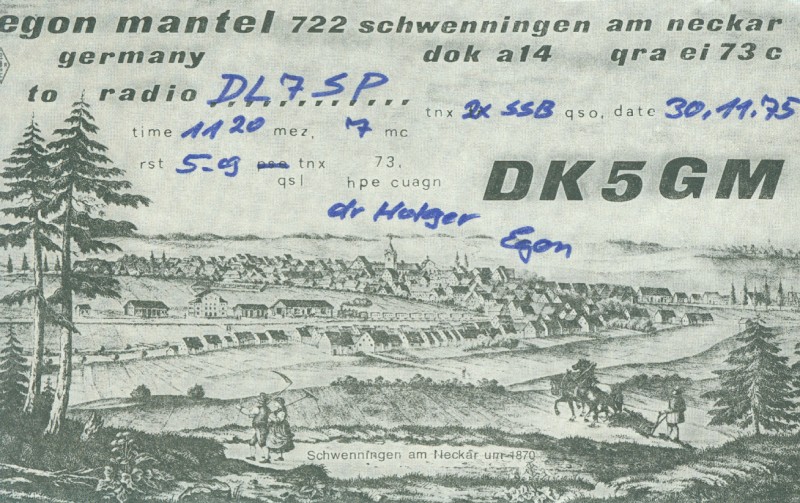 egon mantel 722 schwenningen am neckar
germany dok a14 qra ei 73 c
to radio DL7SP
tnx 2x SSB qso, date 30.11.75
time 1120 mez, 7 mc
rst 5-9 pse tnx 73.
qsl hpe cuagn
DK5GM
dr Holger
Egon
Schwenningen am Neckar um 1870